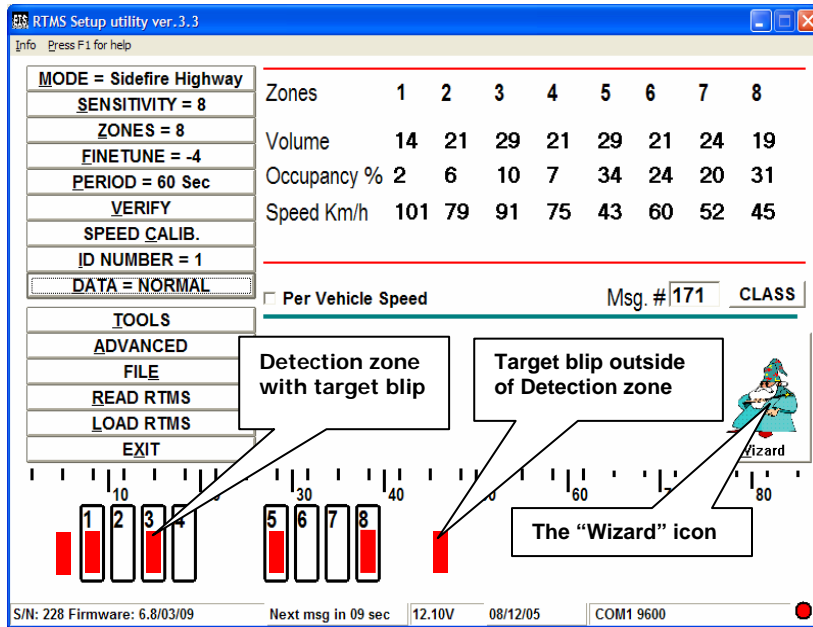 RTMS Setup utility ver.3.3
Info Press F1 for help
MODE = Sidefire Highway
SENSITIVITY = 8
ZONES = 8
FINETUNE = -4
PERIOD = 60 Sec
VERIFY
SPEED CALIB.
ID NUMBER = 1
DATA = NORMAL
TOOLS
ADVANCED
FILE
READ RTMS
LOAD RTMS
EXIT
Zones 1 2 3 4 5 6 7 8
Volume 14 21 29 21 29 21 24 19
Occupancy % 2 6 10 7 34 24 20 31
Speed Km/h 101 79 91 75 43 60 52 45
Per Vehicle Speed Msg. # 171 CLASS
Detection zone
with target blip
Target blip outside
of Detection zone
Wizard
The “Wizard” icon
10 30 40 60 80
1 2 3 4 5 6 7 8
S/N: 228 Firmware: 6.8/03/09 Next msg in 09 sec 12.10V 08/12/05 COM1 9600